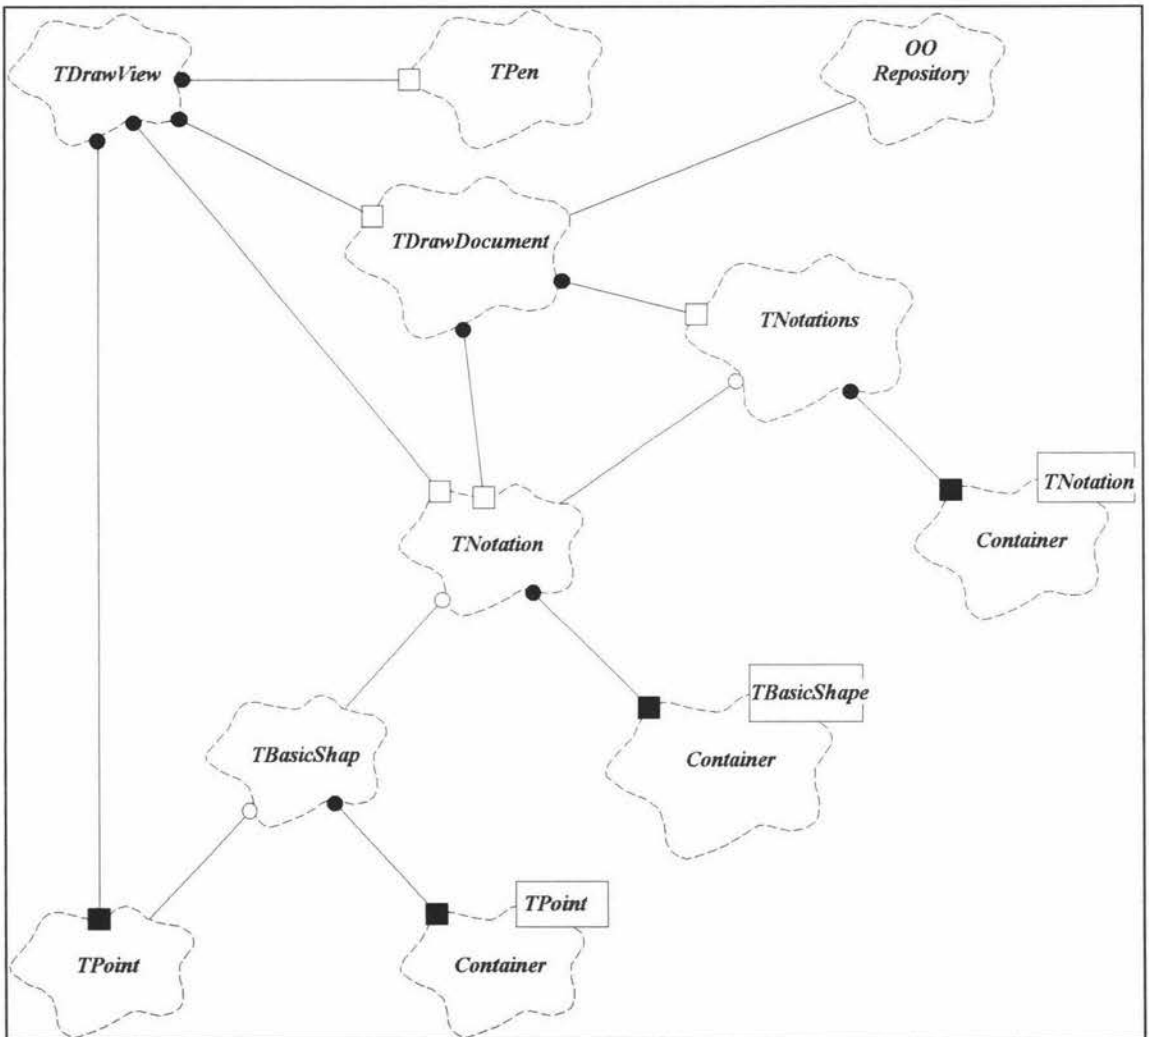 TDrawView
TPen
OO
Repository
TDrawDocument
TNotations
TNotation
Container
TNotation
TBasicShape
Container
TBasicShap
TPoint
Container
TPoint